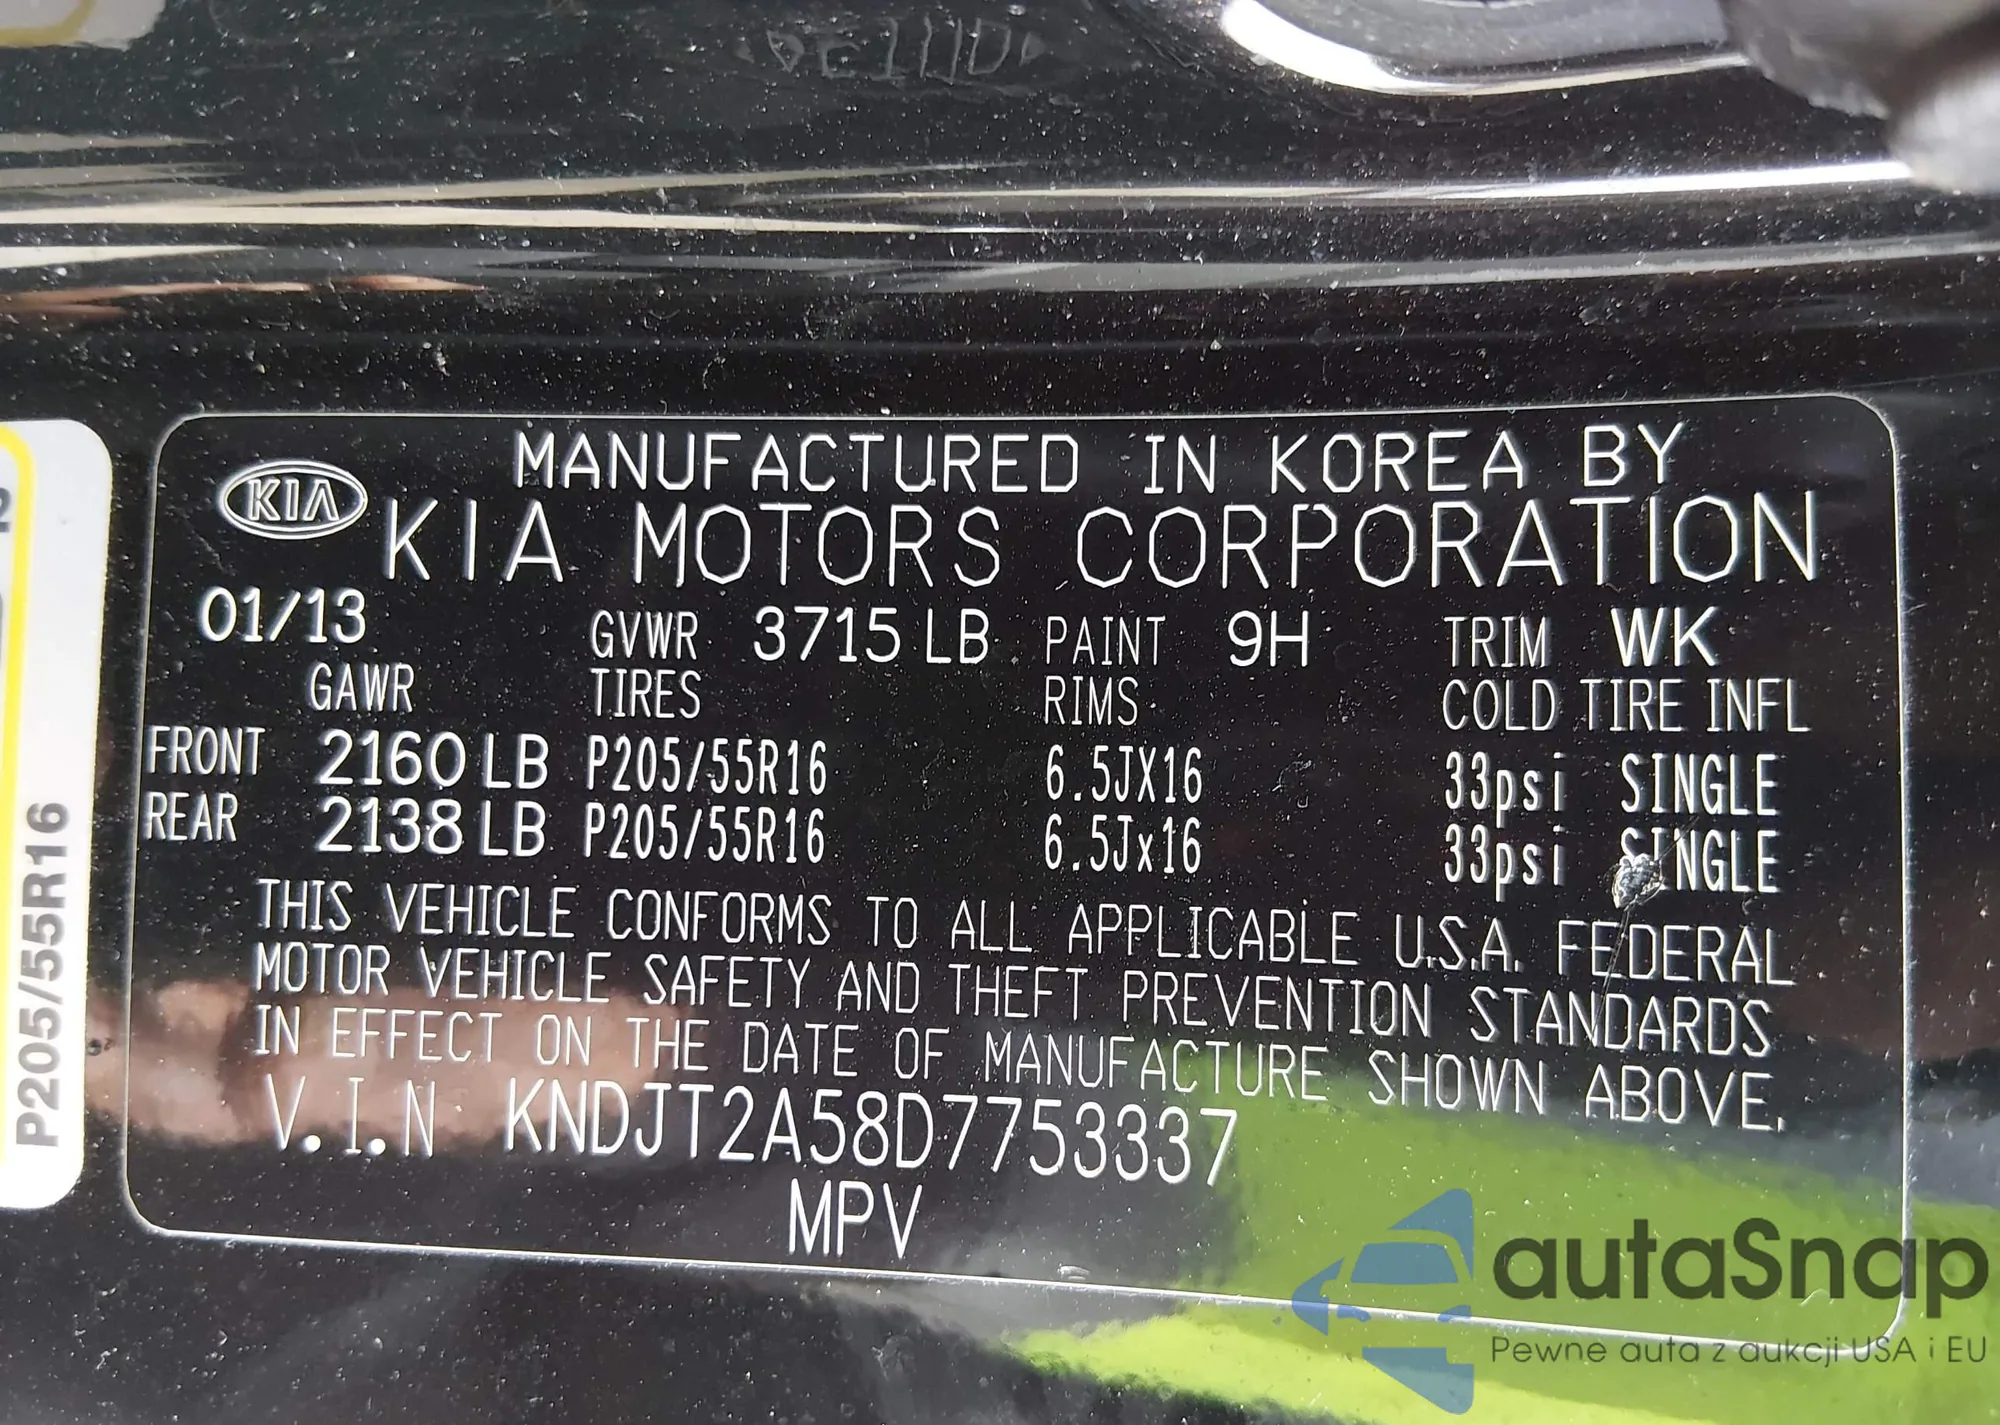 MANUFACTURED IN KOREA BY
KIA KIA MOTORS CORPORATION
01/13 GVWR 3715 LB PAINT 9H TRIM WK
GAWR TIRES RIMS COLD TIRE INFL
FRONT 2160 LB P205/55R16 6.5JX16 33psi SINGLE
REAR 2138 LB P205/55R16 6.5Jx16 33psi SINGLE
THIS VEHICLE CONFORMS TO ALL APPLICABLE U.S.A. FEDERAL
MOTOR VEHICLE SAFETY AND THEFT PREVENTION STANDARDS
IN EFFECT ON THE DATE OF MANUFACTURE SHOWN ABOVE.
V.I.N KNDJT2A58D7753337
MPV
P205/55R16
autaSnap
Pewne auta z aukcji USA i EU